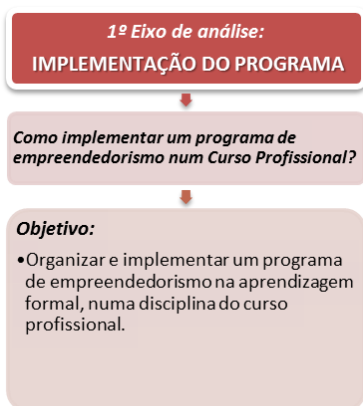 1º Eixo de análise:
IMPLEMENTAÇÃO DO PROGRAMA
Como implementar um programa de
empreendedorismo num Curso Profissional?
Objetivo:
•Organizar e implementar um programa
de empreendedorismo na aprendizagem
formal, numa disciplina do curso
profissional.